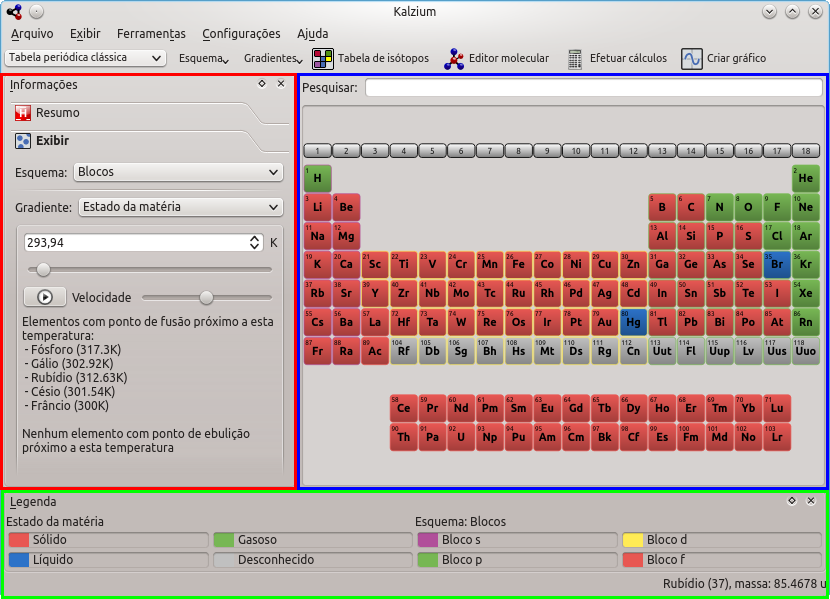 Kalzium
Arquivo Exibir Ferramentas Configurações Ajuda
Tabela periódica clássica Esquema Gradientes Tabela de isótopos Editor molecular Efetuar cálculos Criar gráfico
Informações
Resumo
Exibir
Esquema: Blocos
Gradiente: Estado da matéria
293,94 K
Velocidade
Elementos com ponto de fusão próximo a esta
temperatura:
- Fósforo (317.3K)
- Gálio (302.92K)
- Rubídio (312.63K)
- Césio (301.54K)
- Frâncio (300K)
Nenhum elemento com ponto de ebulição
próximo a esta temperatura
Pesquisar:
1 2 3 4 5 6 7 8 9 10 11 12 13 14 15 16 17 18
1 H 2 He
3 Li 4 Be 5 B 6 C 7 N 8 O 9 F 10 Ne
11 Na 12 Mg 13 Al 14 Si 15 P 16 S 17 Cl 18 Ar
19 K 20 Ca 21 Sc 22 Ti 23 V 24 Cr 25 Mn 26 Fe 27 Co 28 Ni 29 Cu 30 Zn 31 Ga 32 Ge 33 As 34 Se 35 Br 36 Kr
37 Rb 38 Sr 39 Y 40 Zr 41 Nb 42 Mo 43 Tc 44 Ru 45 Rh 46 Pd 47 Ag 48 Cd 49 In 50 Sn 51 Sb 52 Te 53 I 54 Xe
55 Cs 56 Ba 57 La 72 Hf 73 Ta 74 W 75 Re 76 Os 77 Ir 78 Pt 79 Au 80 Hg 81 Tl 82 Pb 83 Bi 84 Po 85 At 86 Rn
87 Fr 88 Ra 89 Ac 104 Rf 105 Db 106 Sg 107 Bh 108 Hs 109 Mt 110 Ds 111 Rg 112 Cn 113 Uut 114 Fl 115 Uup 116 Lv 117 Uus 118 Uuo
58 Ce 59 Pr 60 Nd 61 Pm 62 Sm 63 Eu 64 Gd 65 Tb 66 Dy 67 Ho 68 Er 69 Tm 70 Yb 71 Lu
90 Th 91 Pa 92 U 93 Np 94 Pu 95 Am 96 Cm 97 Bk 98 Cf 99 Es 100 Fm 101 Md 102 No 103 Lr
Legenda
Estado da matéria Esquema: Blocos
Sólido Gasoso Bloco s Bloco d
Líquido Desconhecido Bloco p Bloco f
Rubídio (37), massa: 85.4678 u